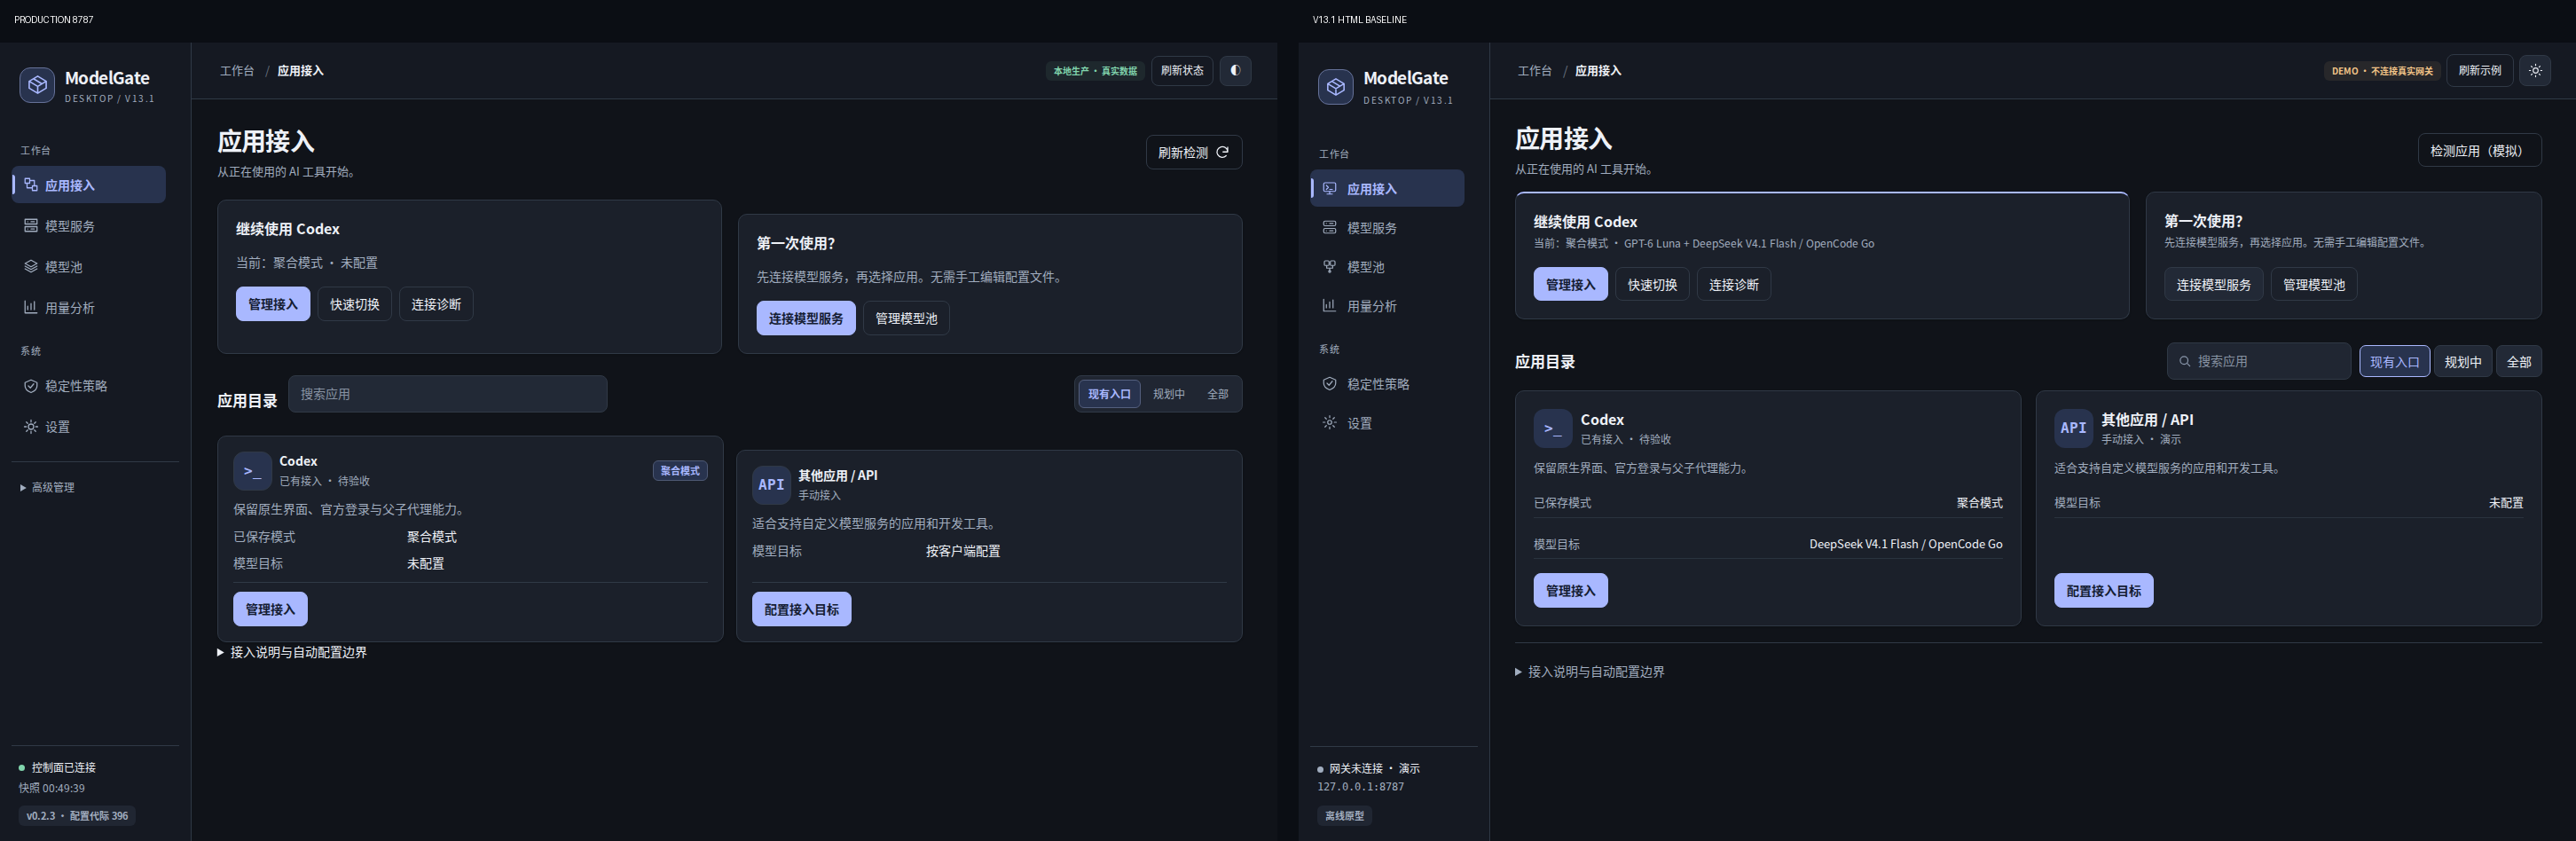 PRODUCTION 8787
ModelGate
DESKTOP / V13.1
工作台
应用接入
模型服务
模型池
用量分析
系统
稳定性策略
设置
高级管理
控制面已连接
快照 00:49:39
v0.2.3 · 配置代际 396
工作台 / 应用接入
本地生产 · 真实数据
刷新状态
应用接入
从正在使用的 AI 工具开始。
刷新检测
继续使用 Codex
当前：聚合模式 · 未配置
管理接入 快速切换 连接诊断
第一次使用?
先连接模型服务，再选择应用。无需手工编辑配置文件。
连接模型服务 管理模型池
应用目录 搜索应用 现有入口 规划中 全部
>_
Codex
已有接入 · 待验收
聚合模式
保留原生界面、官方登录与父子代理能力。
已保存模式 聚合模式
模型目标 未配置
管理接入
API
其他应用 / API
手动接入
适合支持自定义模型服务的应用和开发工具。
模型目标 按客户端配置
配置接入目标
接入说明与自动配置边界
V13.1 HTML BASELINE
ModelGate
DESKTOP / V13.1
工作台
应用接入
模型服务
模型池
用量分析
系统
稳定性策略
设置
网关未连接 · 演示
127.0.0.1:8787
离线原型
工作台 / 应用接入
DEMO · 不连接真实网关
刷新示例
应用接入
从正在使用的 AI 工具开始。
检测应用（模拟）
继续使用 Codex
当前：聚合模式 · GPT-6 Luna + DeepSeek V4.1 Flash / OpenCode Go
管理接入 快速切换 连接诊断
第一次使用?
先连接模型服务，再选择应用。无需手工编辑配置文件。
连接模型服务 管理模型池
应用目录 搜索应用 现有入口 规划中 全部
>_
Codex
已有接入 · 待验收
保留原生界面、官方登录与父子代理能力。
已保存模式 聚合模式
模型目标 DeepSeek V4.1 Flash / OpenCode Go
管理接入
API
其他应用 / API
手动接入 · 演示
适合支持自定义模型服务的应用和开发工具。
模型目标 未配置
配置接入目标
接入说明与自动配置边界